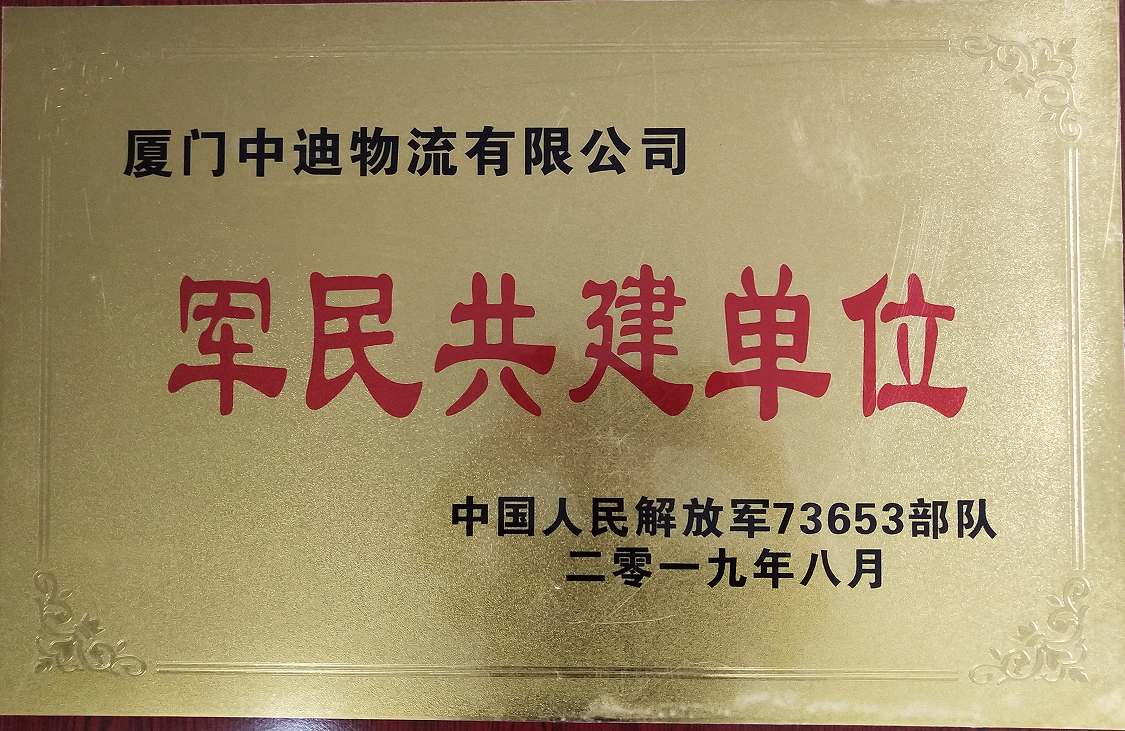 厦门中迪物流有限公司
军民共建单位
中国人民解放军73653部队
二零一九年八月